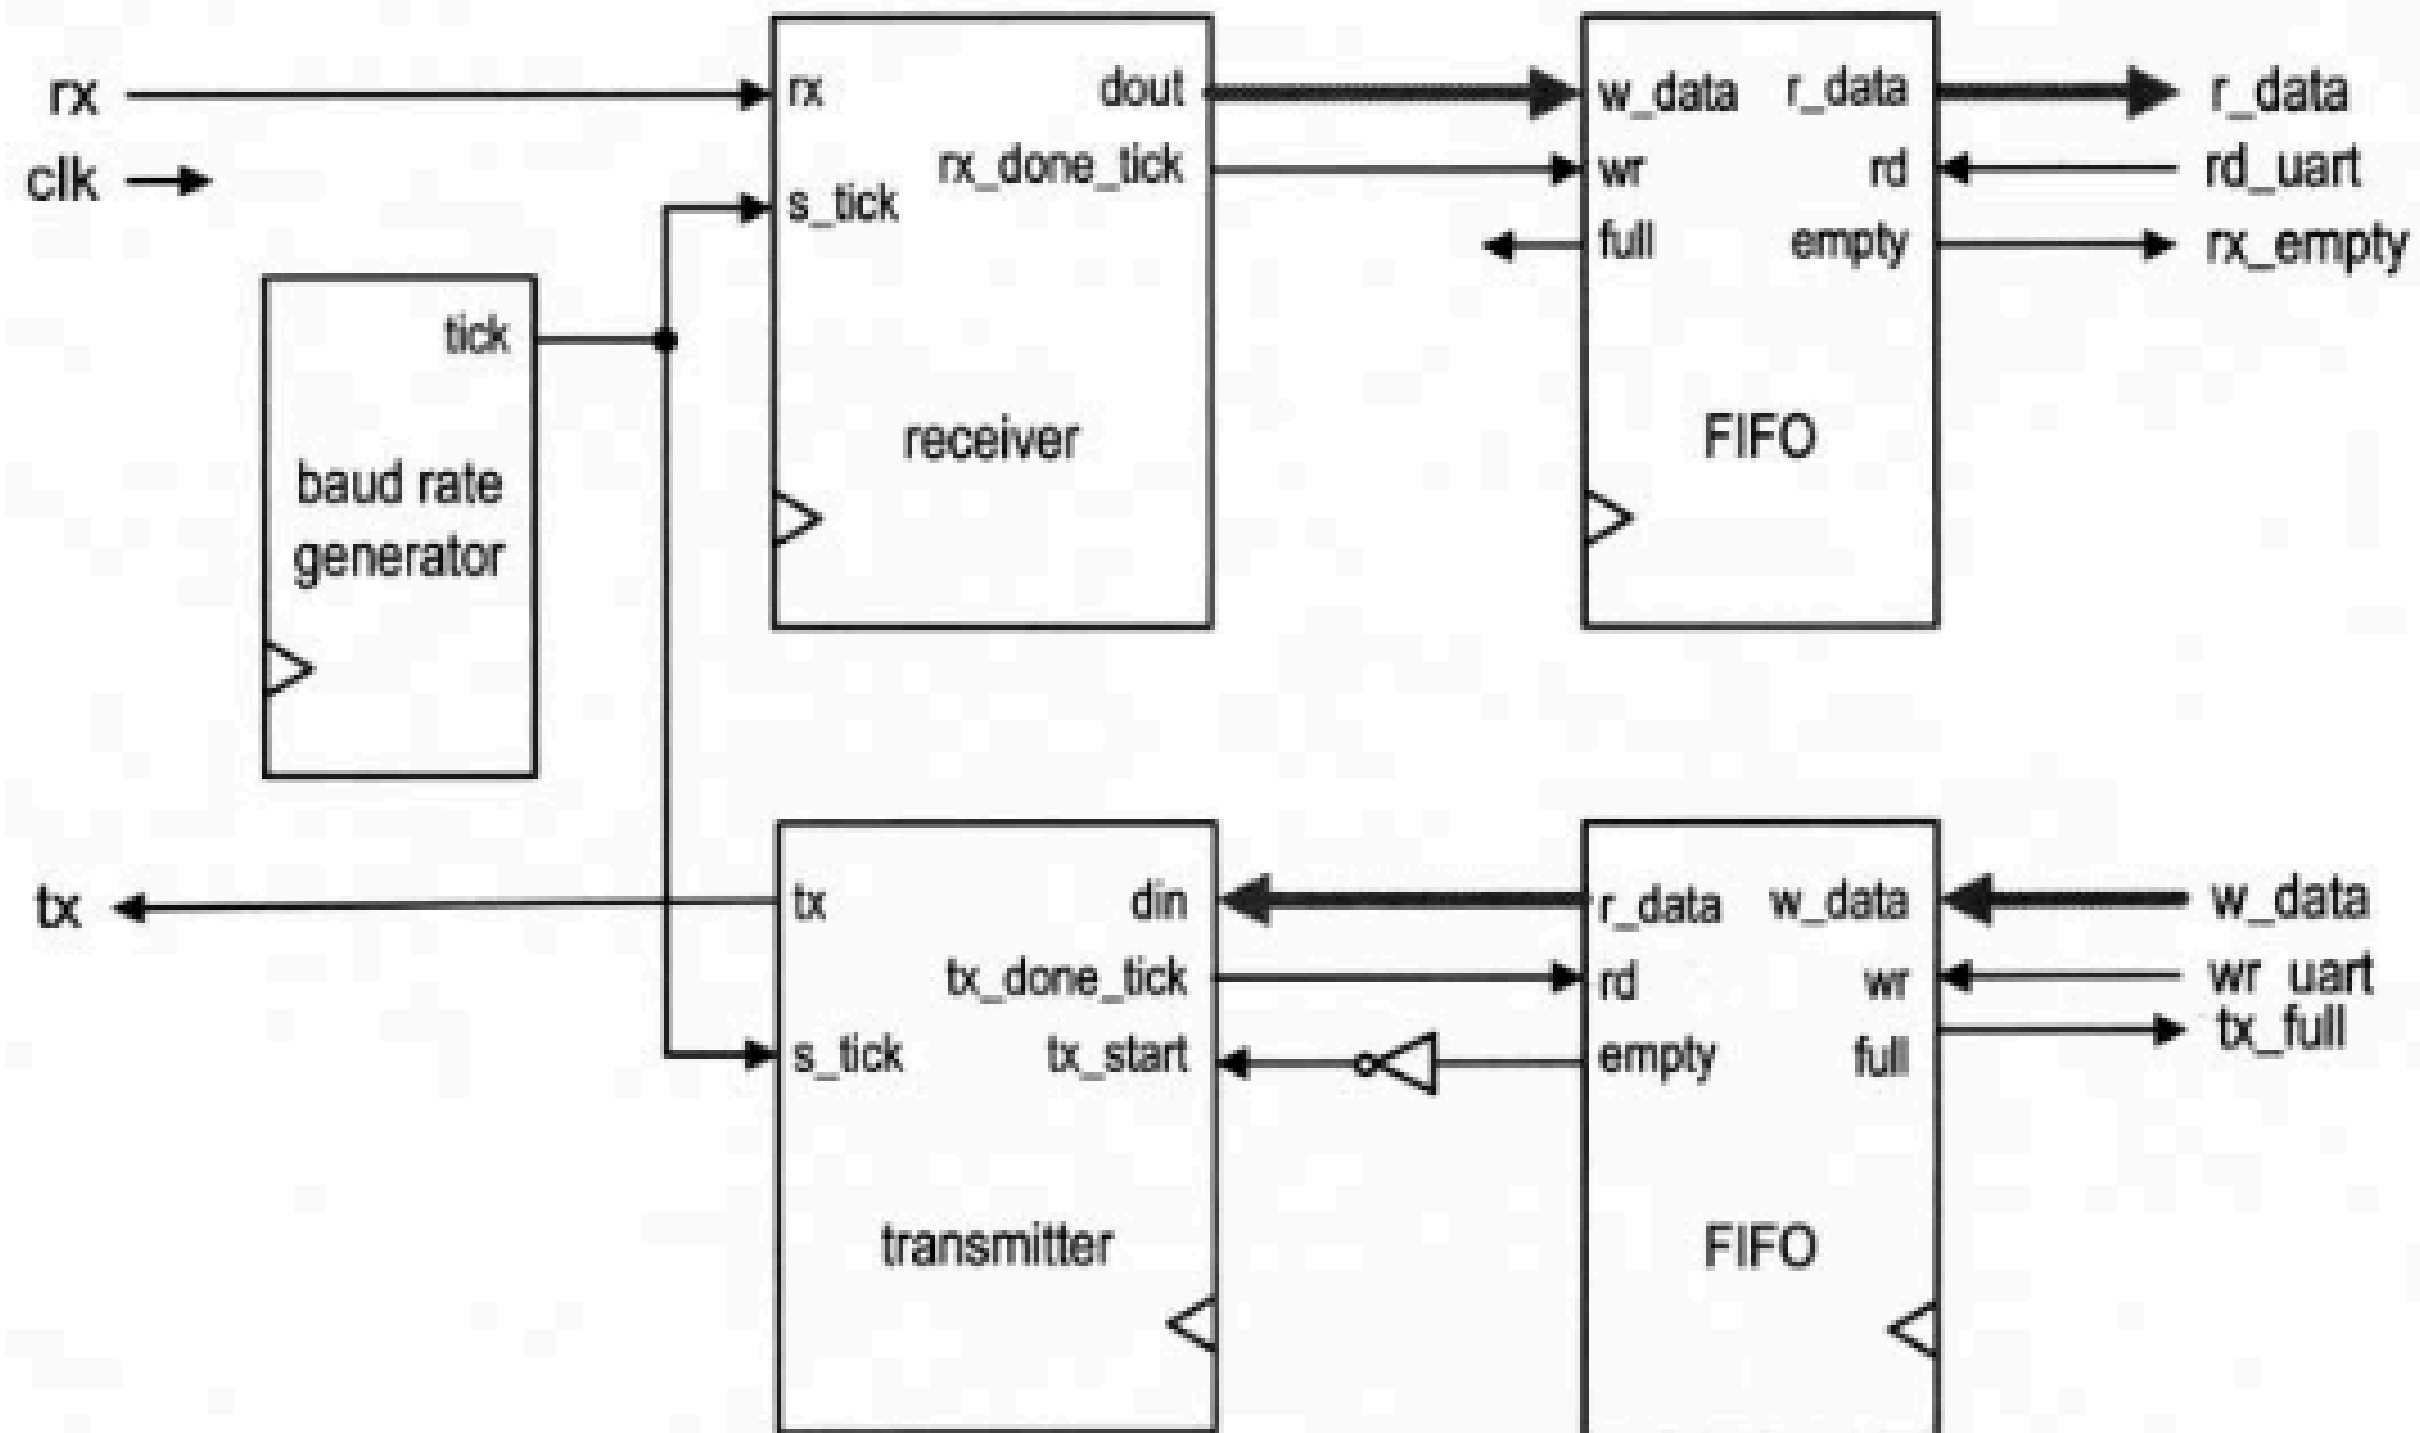 rx
clk
rx
dout
rx_done_tick
s_tick
receiver
w_data
r_data
wr
rd
full
empty
FIFO
r_data
rd_uart
rx_empty
tick
baud rate
generator
tx
tx
din
tx_done_tick
s_tick
tx_start
transmitter
r_data
w_data
rd
wr
empty
full
FIFO
w_data
wr_uart
tx_full